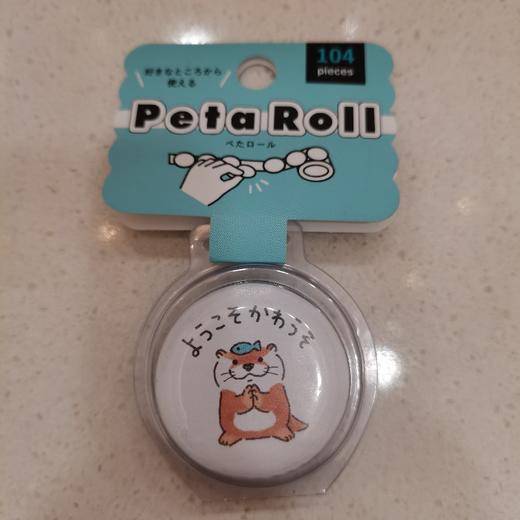 104
pieces
好きなところから
使える
Peta Roll
ぺたロール
ようこそかわうそ